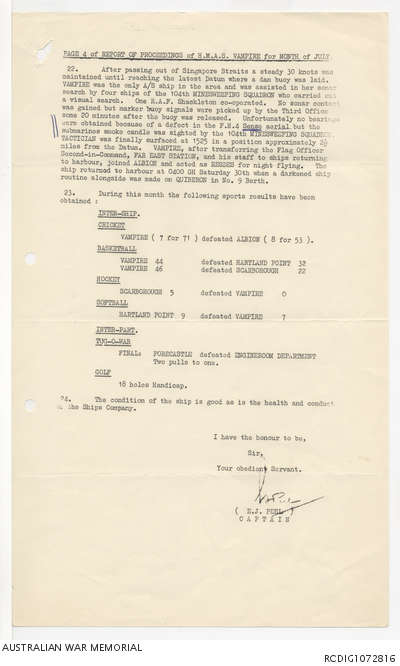 PAGE 4 of REPORT OF PROCEEDINGS of H.M.A.S. VAMPIRE for MONTH of JULY.
22. After passing out of Singapore Straits a steady 30 knots was
maintained until reaching the latest Datum where a dan buoy was laid.
VAMPIRE was the only A/S ship in the area and was assisted in her sonar
search by four ships of the 104th MINESWEEPING SQUADRON who carried out
a visual search. One R.A.F. Shackleton co-operated. No sonar contact
was gained but marker buoy signals were picked up by the Third Officer
some 20 minutes after the buoy was released. Unfortunately no bearings
were obtained because of a defect in the F.H.4 Sense aerial but the
submarines smoke candle was sighted by the 104th MINESWEEPING SQUADRON.
TACTICIAN was finally surfaced at 1525 in a position approximately 2½
miles from the Datum. VAMPIRE, after transferring the Flag Officer
Second-in-Command, FAR EAST STATION, and his staff to ships returning
to harbour, joined ALBION and acted as RESDES for night flying. The
ship returned to harbour at 0400 GH Saturday 30th when a darkened ship
routine alongside was made on QUIBERON in No. 9 Berth.
23. During this month the following sports results have been
obtained :
INTER-SHIP.
CRICKET
VAMPIRE ( 7 for 71 ) defeated ALBION ( 8 for 53 ).
BASKETBALL
VAMPIRE 44 defeated HARTLAND POINT 32
VAMPIRE 46 defeated SCARBOROUGH 22
HOCKEY
SCARBOROUGH 5 defeated VAMPIRE 0
SOFTBALL
HARTLAND POINT 9 defeated VAMPIRE 7
INTER-PART.
TUG-O-WAR
FINAL: FORECASTLE defeated ENGINEROOM DEPARTMENT
Two pulls to one.
GOLF
18 holes Handicap.
24. The condition of the ship is good as is the health and conduct
of the Ships Company.
I have the honour to be,
Sir,
Your obedient Servant.
( E.J. PEEL )
CAPTAIN
AUSTRALIAN WAR MEMORIAL
RCDIG1072816